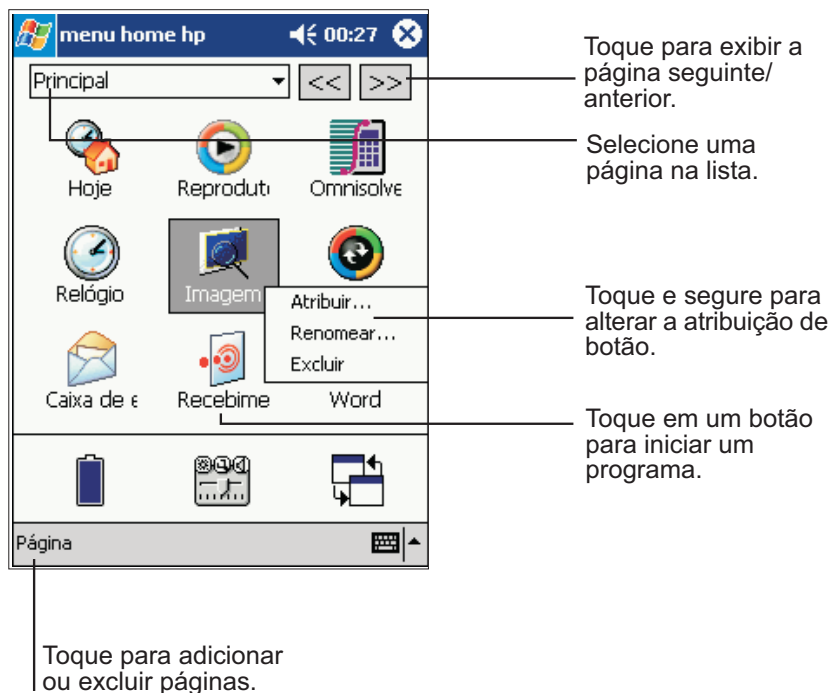 menu home hp 00:27
Principal << >>
Toque para exibir a
página seguinte/
anterior.
Selecione uma
página na lista.
Hoje Reproduto Omnisolve
Relógio Imagem
Atribuir...
Renomear...
Excluir
Toque e segure para
alterar a atribuição de
botão.
Caixa de e Recebime Word
Toque em um botão
para iniciar um
programa.
Página
Toque para adicionar
ou excluir páginas.